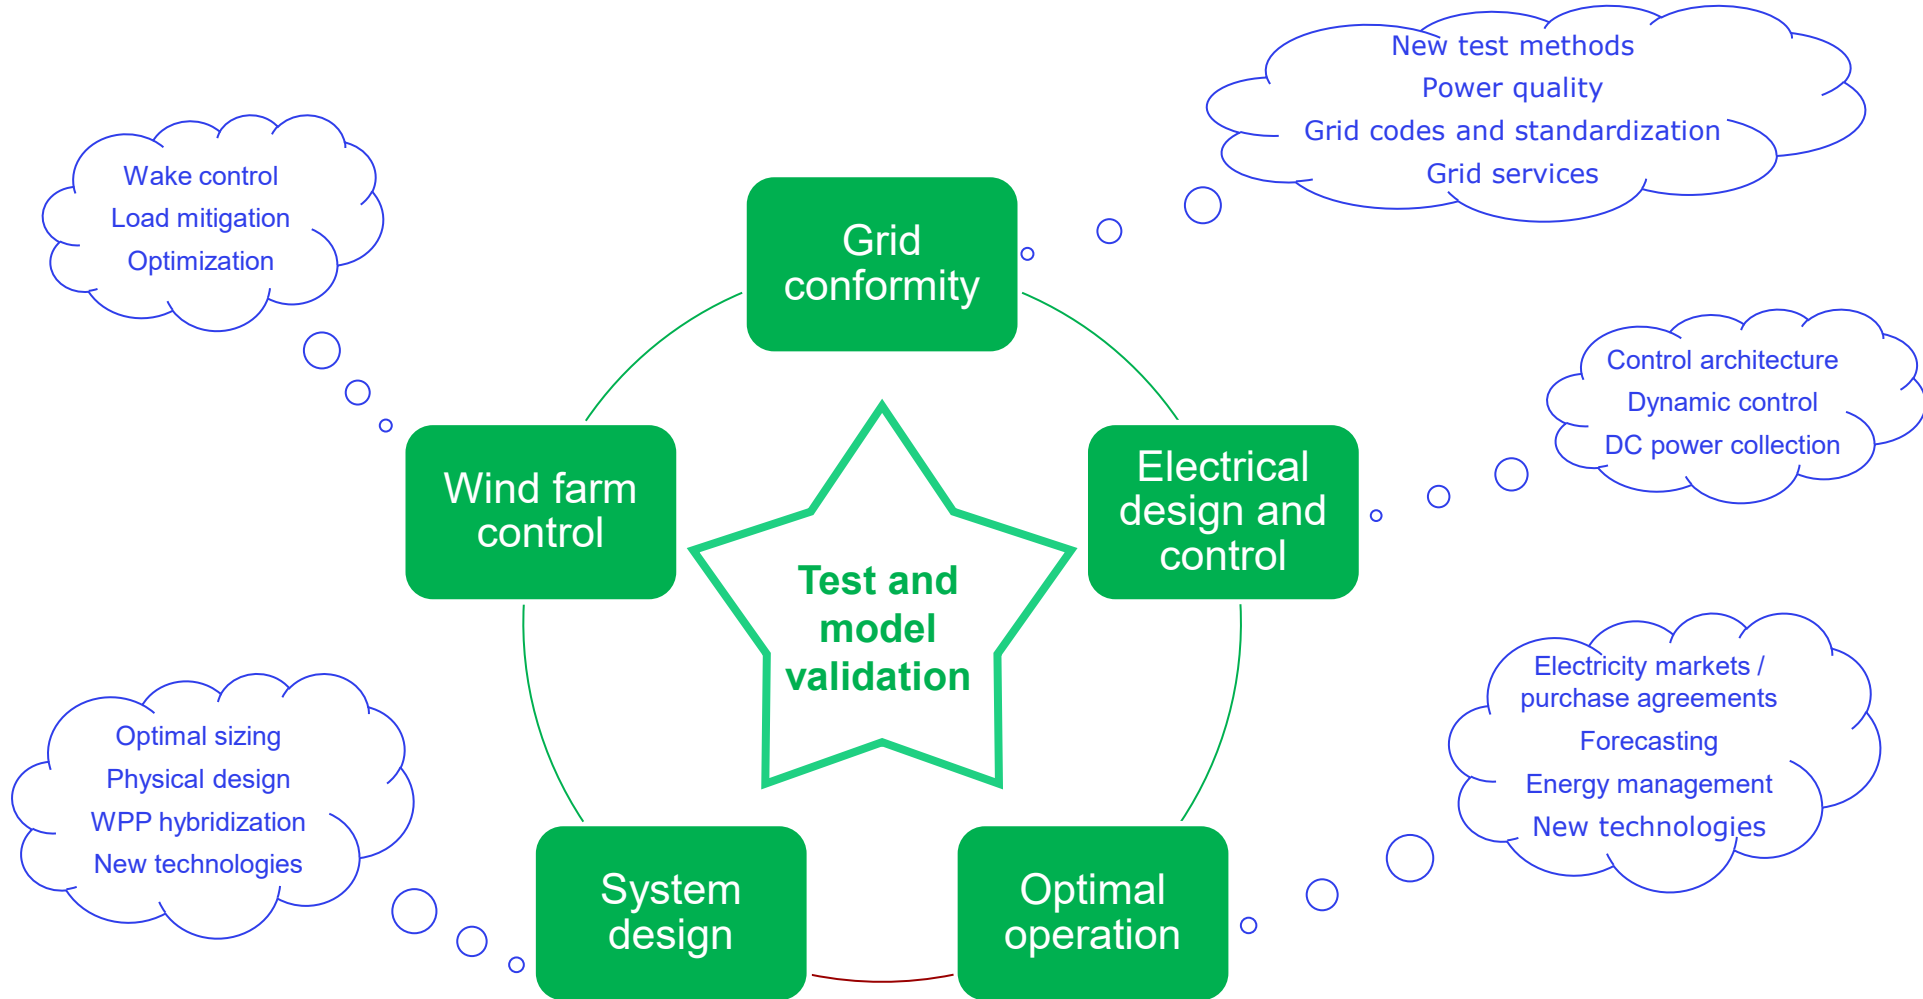 New test methods
Power quality
Grid codes and standardization
Grid services
Wake control
Load mitigation
Optimization
Grid
conformity
Control architecture
Dynamic control
DC power collection
Wind farm
control
Electrical
design and
control
Test and
model
validation
Electricity markets /
purchase agreements
Forecasting
Energy management
New technologies
Optimal sizing
Physical design
WPP hybridization
New technologies
System
design
Optimal
operation